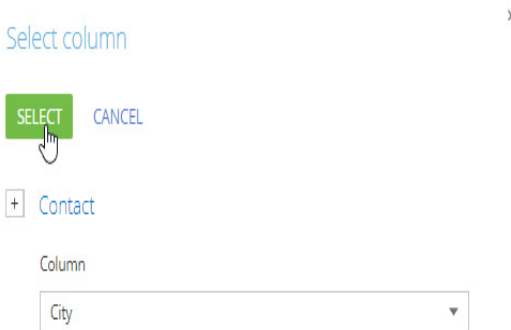 Select column
SELECT CANCEL
+ Contact
Column
City